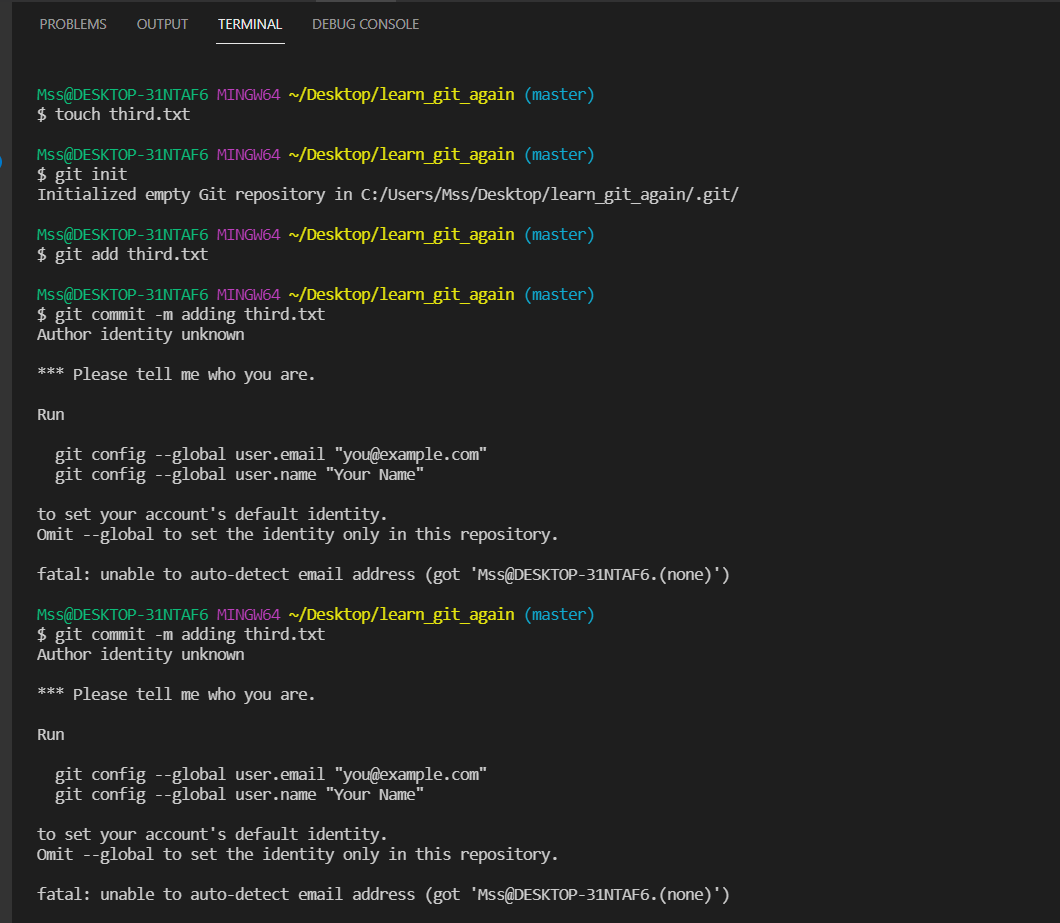 PROBLEMS OUTPUT TERMINAL DEBUG CONSOLE
Mss@DESKTOP-31NTAF6 MINGW64 ~/Desktop/learn_git_again (master)
$ touch third.txt
Mss@DESKTOP-31NTAF6 MINGW64 ~/Desktop/learn_git_again (master)
$ git init
Initialized empty Git repository in C:/Users/Mss/Desktop/learn_git_again/.git/
Mss@DESKTOP-31NTAF6 MINGW64 ~/Desktop/learn_git_again (master)
$ git add third.txt
Mss@DESKTOP-31NTAF6 MINGW64 ~/Desktop/learn_git_again (master)
$ git commit -m adding third.txt
Author identity unknown
*** Please tell me who you are.
Run
git config --global user.email "you@example.com"
git config --global user.name "Your Name"
to set your account's default identity.
Omit --global to set the identity only in this repository.
fatal: unable to auto-detect email address (got 'Mss@DESKTOP-31NTAF6.(none)')
Mss@DESKTOP-31NTAF6 MINGW64 ~/Desktop/learn_git_again (master)
$ git commit -m adding third.txt
Author identity unknown
*** Please tell me who you are.
Run
git config --global user.email "you@example.com"
git config --global user.name "Your Name"
to set your account's default identity.
Omit --global to set the identity only in this repository.
fatal: unable to auto-detect email address (got 'Mss@DESKTOP-31NTAF6.(none)')